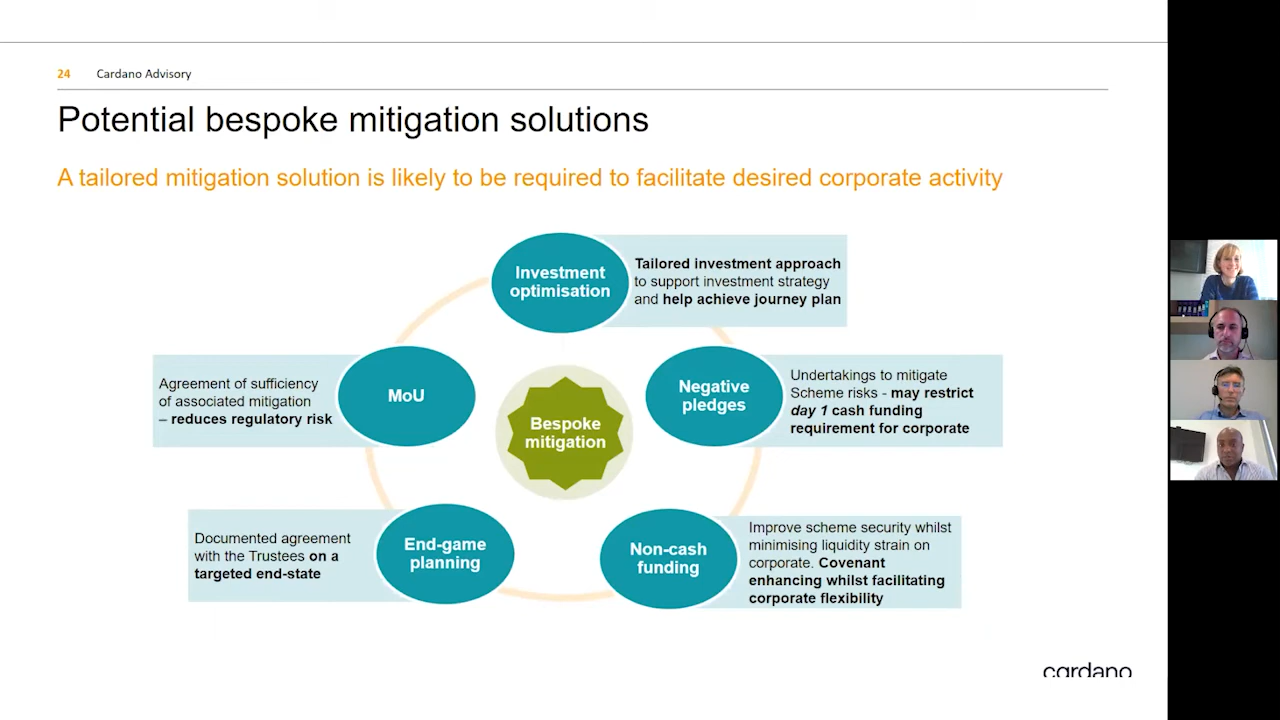 24 Cardano Advisory
Potential bespoke mitigation solutions
A tailored mitigation solution is likely to be required to facilitate desired corporate activity
Investment
optimisation
Tailored investment approach
to support investment strategy
and help achieve journey plan
Negative
pledges
Undertakings to mitigate
Scheme risks - may restrict
day 1 cash funding
requirement for corporate
Non-cash
funding
Improve scheme security whilst
minimising liquidity strain on
corporate. Covenant
enhancing whilst facilitating
corporate flexibility
End-game
planning
Documented agreement
with the Trustees on a
targeted end-state
MoU
Agreement of sufficiency
of associated mitigation
– reduces regulatory risk
Bespoke
mitigation
cardano